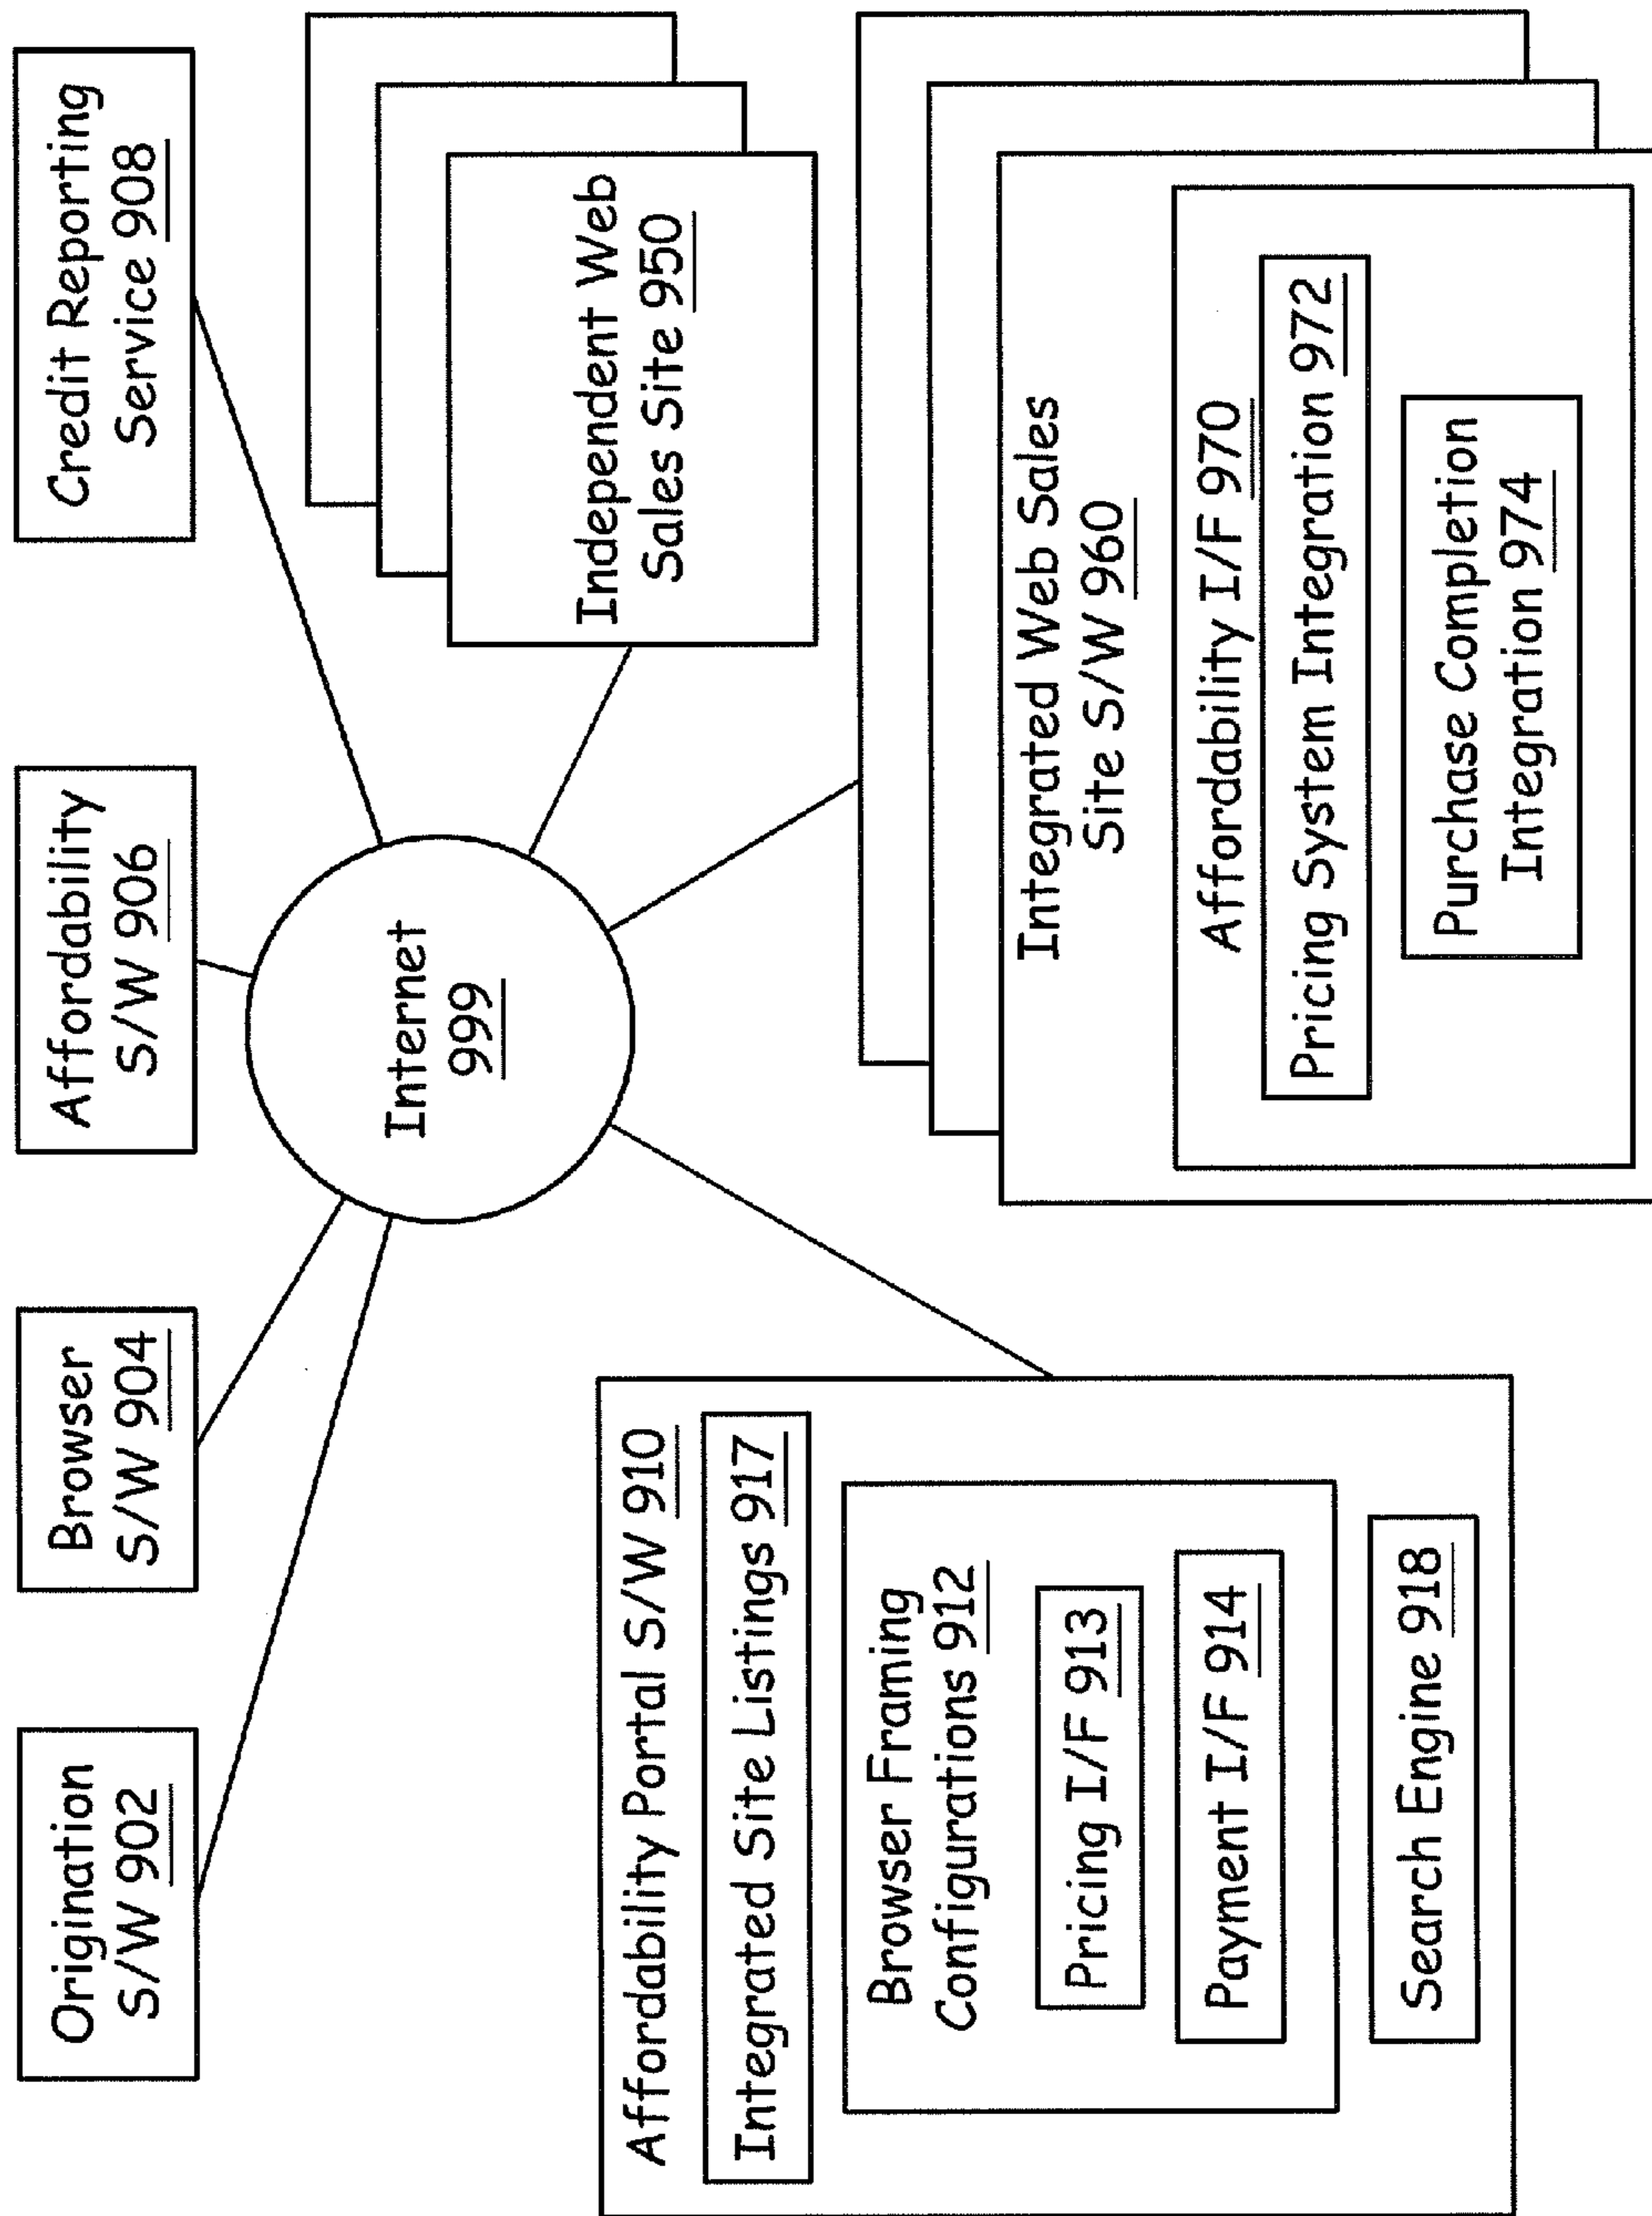 Origination
S/W 902
Browser
S/W 904
Affordability
S/W 906
Credit Reporting
Service 908
Internet
999
Independent Web
Sales Site 950
Affordability Portal S/W 910
Integrated Site Listings 917
Browser Framing
Configurations 912
Pricing I/F 913
Payment I/F 914
Search Engine 918
Integrated Web Sales
Site S/W 960
Affordability I/F 970
Pricing System Integration 972
Purchase Completion
Integration 974